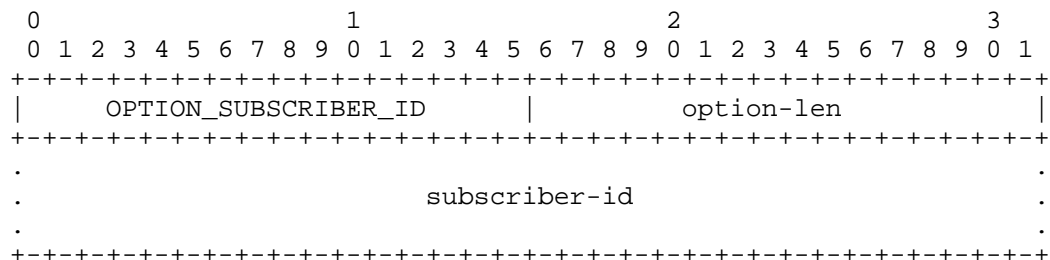 0                   1                   2                   3
 0 1 2 3 4 5 6 7 8 9 0 1 2 3 4 5 6 7 8 9 0 1 2 3 4 5 6 7 8 9 0 1
+-+-+-+-+-+-+-+-+-+-+-+-+-+-+-+-+-+-+-+-+-+-+-+-+-+-+-+-+-+-+-+-+
|     OPTION_SUBSCRIBER_ID      |         option-len            |
+-+-+-+-+-+-+-+-+-+-+-+-+-+-+-+-+-+-+-+-+-+-+-+-+-+-+-+-+-+-+-+-+
.                                                               .
.                         subscriber-id                         .
.                                                               .
+-+-+-+-+-+-+-+-+-+-+-+-+-+-+-+-+-+-+-+-+-+-+-+-+-+-+-+-+-+-+-+-+